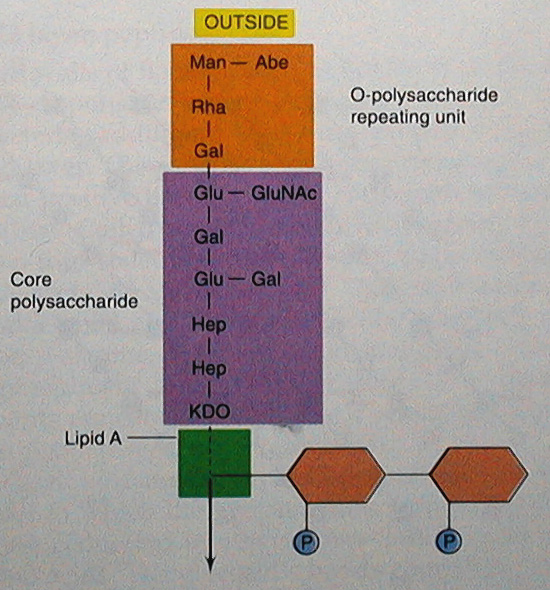 OUTSIDE
Man — Abe
Rha
Gal
O-polysaccharide
repeating unit
Glu — GluNAc
Gal
Glu — Gal
Hep
Hep
KDO
Core
polysaccharide
Lipid A
P
P